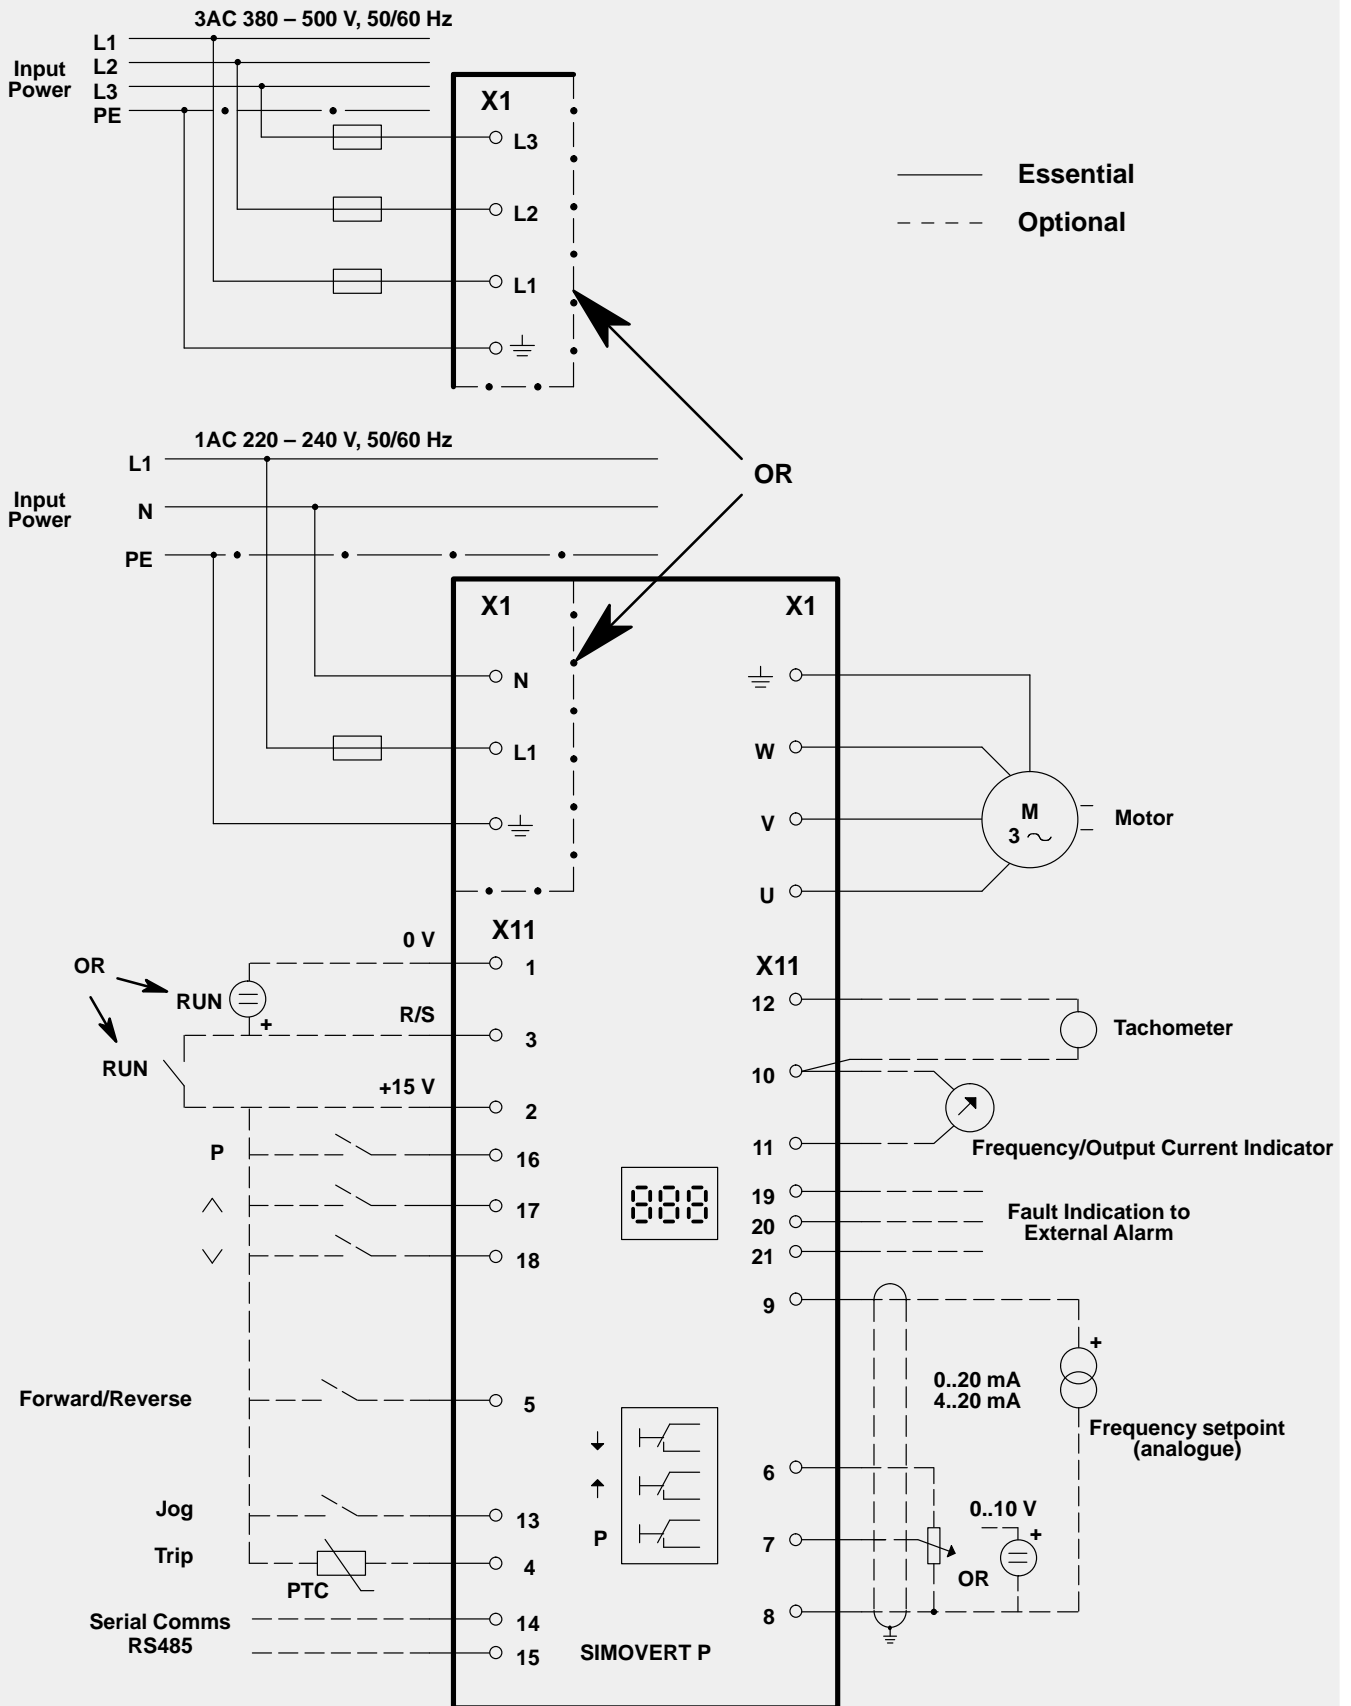 3AC 380 – 500 V, 50/60 Hz
L1
L2
L3
PE
Input
Power
X1
L3
L2
L1
Essential
Optional
OR
1AC 220 – 240 V, 50/60 Hz
L1
N
PE
Input
Power
X1
X1
N
L1
W
V
U
M
3
Motor
X11
0 V
1
OR
RUN
+
R/S
3
RUN
+15 V
2
P
16
17
18
X11
12
Tachometer
10
11
Frequency/Output Current Indicator
19
20
21
Fault Indication to
External Alarm
888
9
+
0..20 mA
4..20 mA
Frequency setpoint
(analogue)
Forward/Reverse
5
6
0..10 V
+
7
OR
8
P
Jog
13
Trip
4
PTC
Serial Comms
RS485
14
15
SIMOVERT P